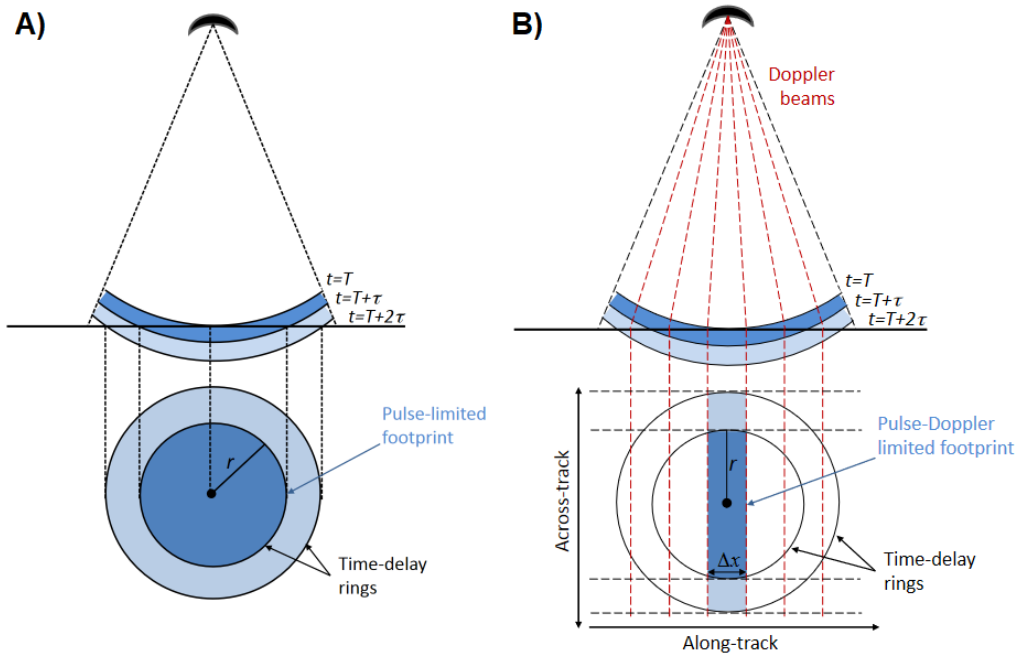 A)
t=T
t=T+τ
t=T+2τ
Pulse-limited
footprint
r
Time-delay
rings
B)
Doppler
beams
t=T
t=T+τ
t=T+2τ
Pulse-Doppler
limited footprint
r
Δx
Across-track
Time-delay
rings
Along-track